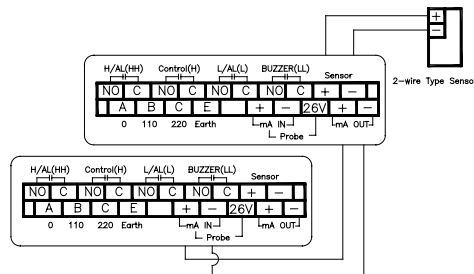 +
−
2-wire Type Senso
H/AL(HH) Control(H) L/AL(L) BUZZER(LL) Sensor
NO C NO C NO C NO C + −
A B C E + − 26V + −
0 110 220 Earth mA IN mA OUT
Probe
H/AL(HH) Control(H) L/AL(L) BUZZER(LL) Sensor
NO C NO C NO C NO C + −
A B C E + − 26V + −
0 110 220 Earth mA IN mA OUT
Probe